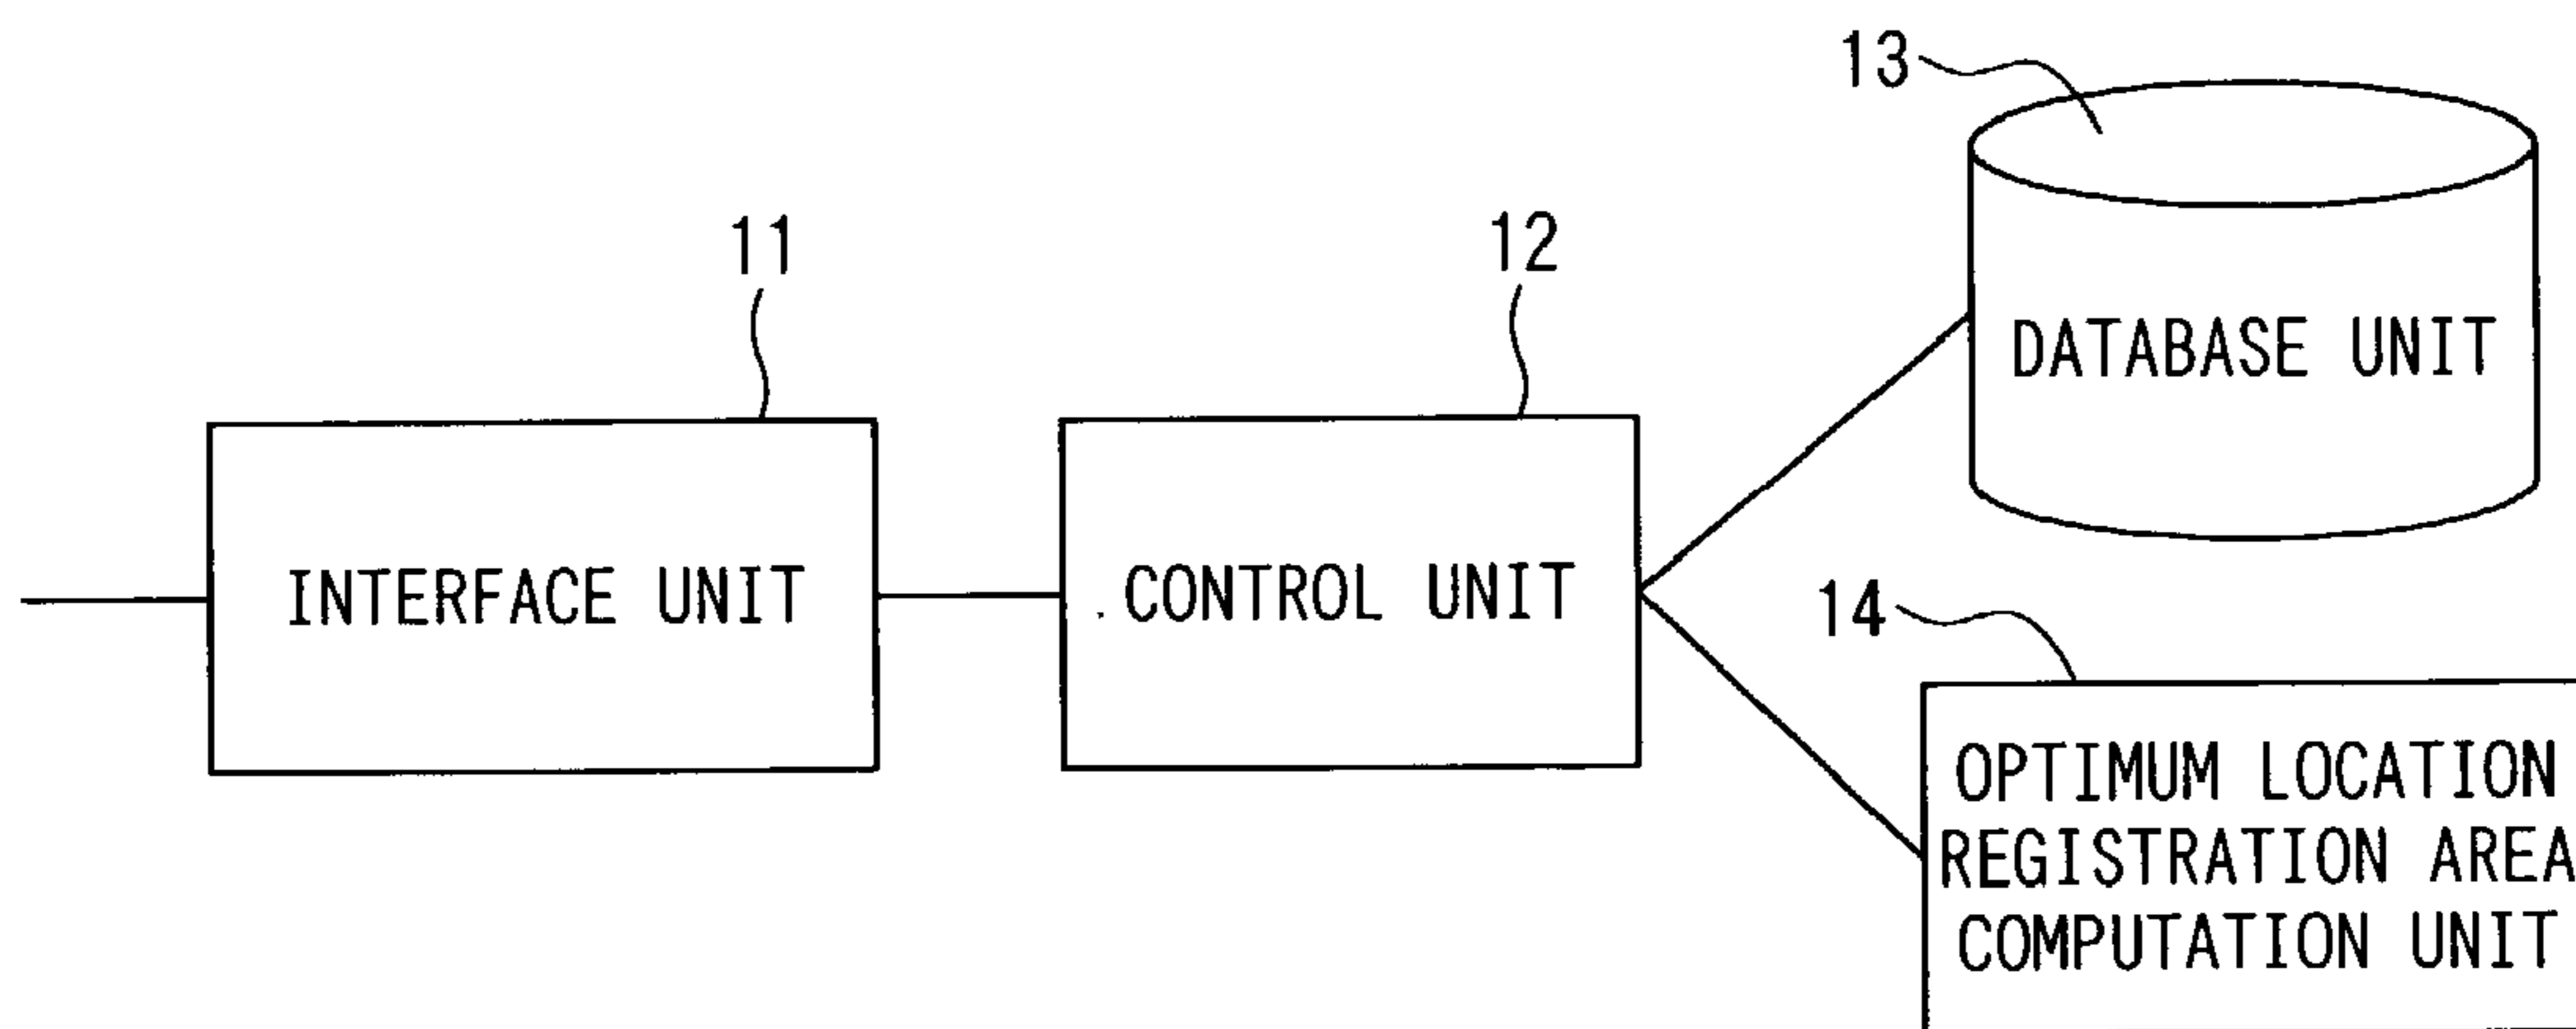 13
11
12
DATABASE UNIT
INTERFACE UNIT
CONTROL UNIT
14
OPTIMUM LOCATION
REGISTRATION AREA
COMPUTATION UNIT